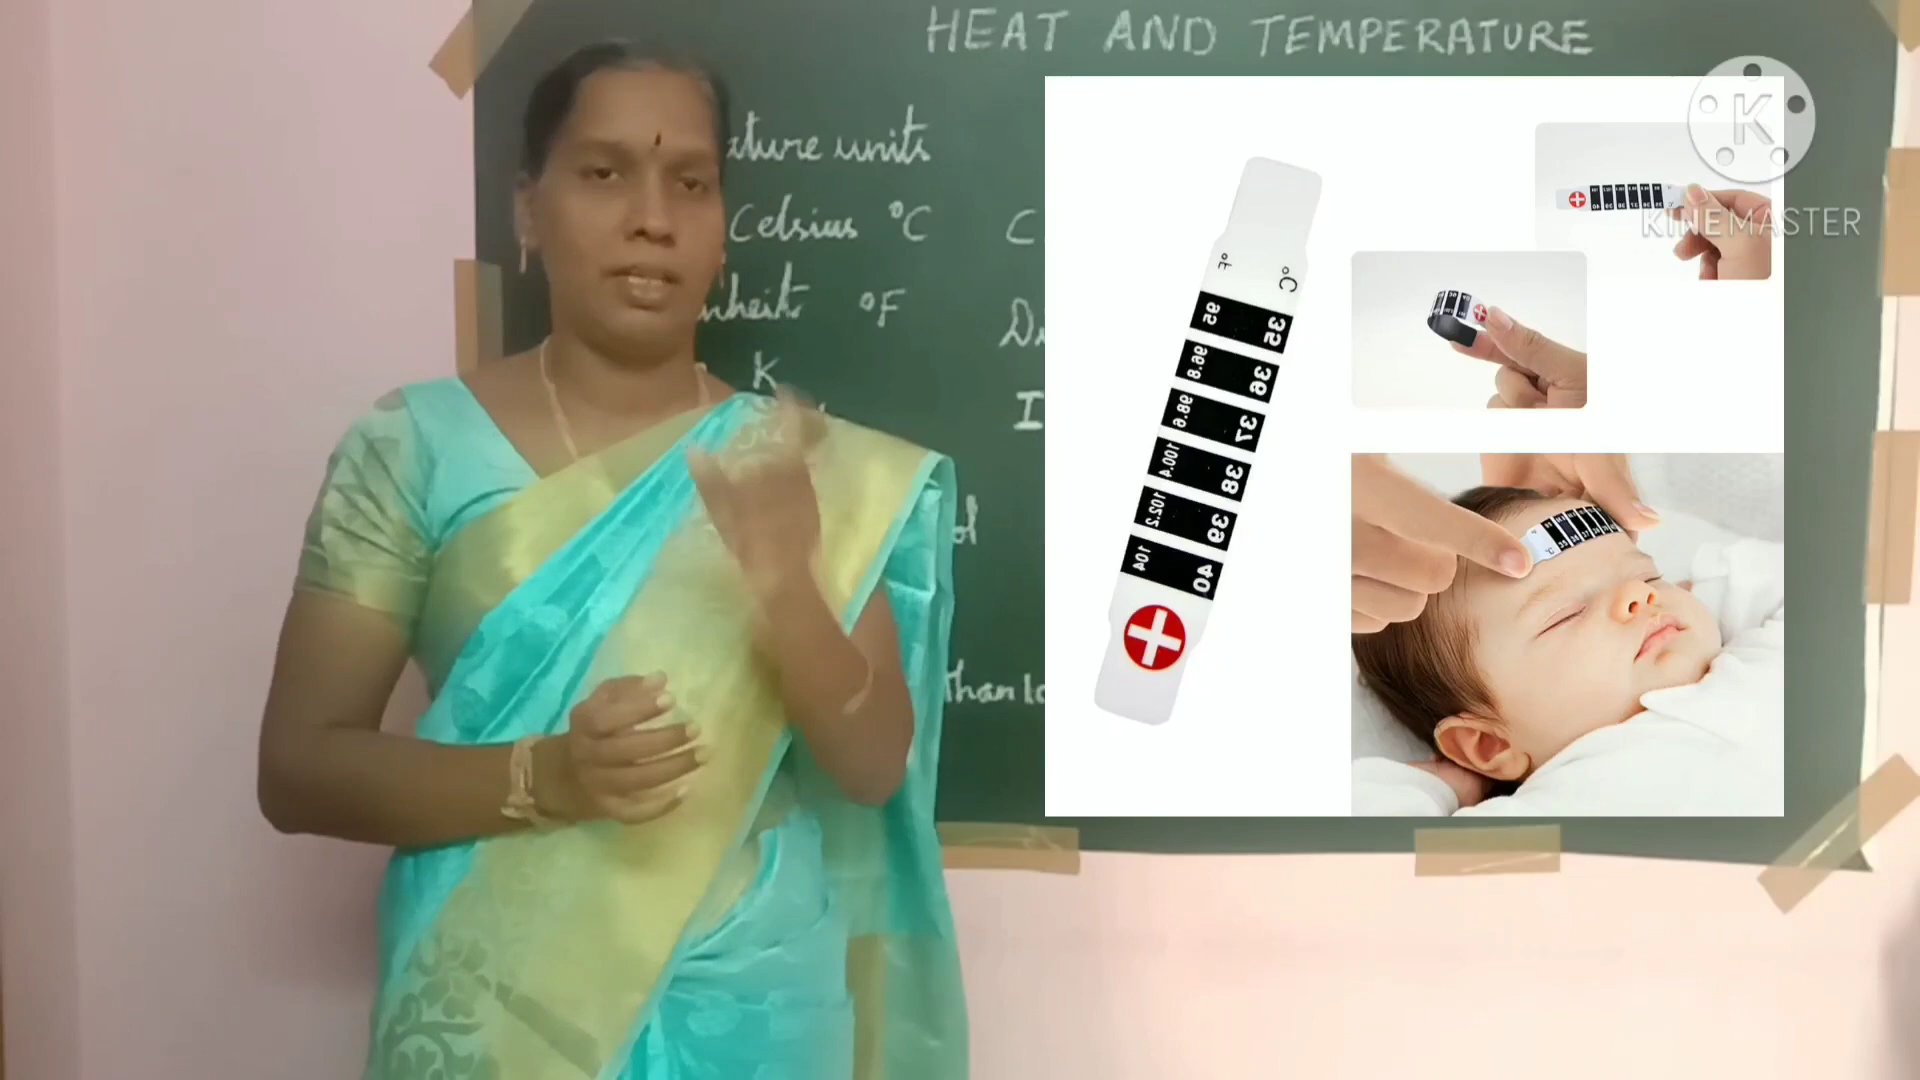 HEAT AND TEMPERATURE
ature units
Celsius °C
C
nheit °F
K
I
d
than
°F °C
95 35
96.8 36
98.6 37
100.4 38
102.2 39
104 40
K
KINEMASTER